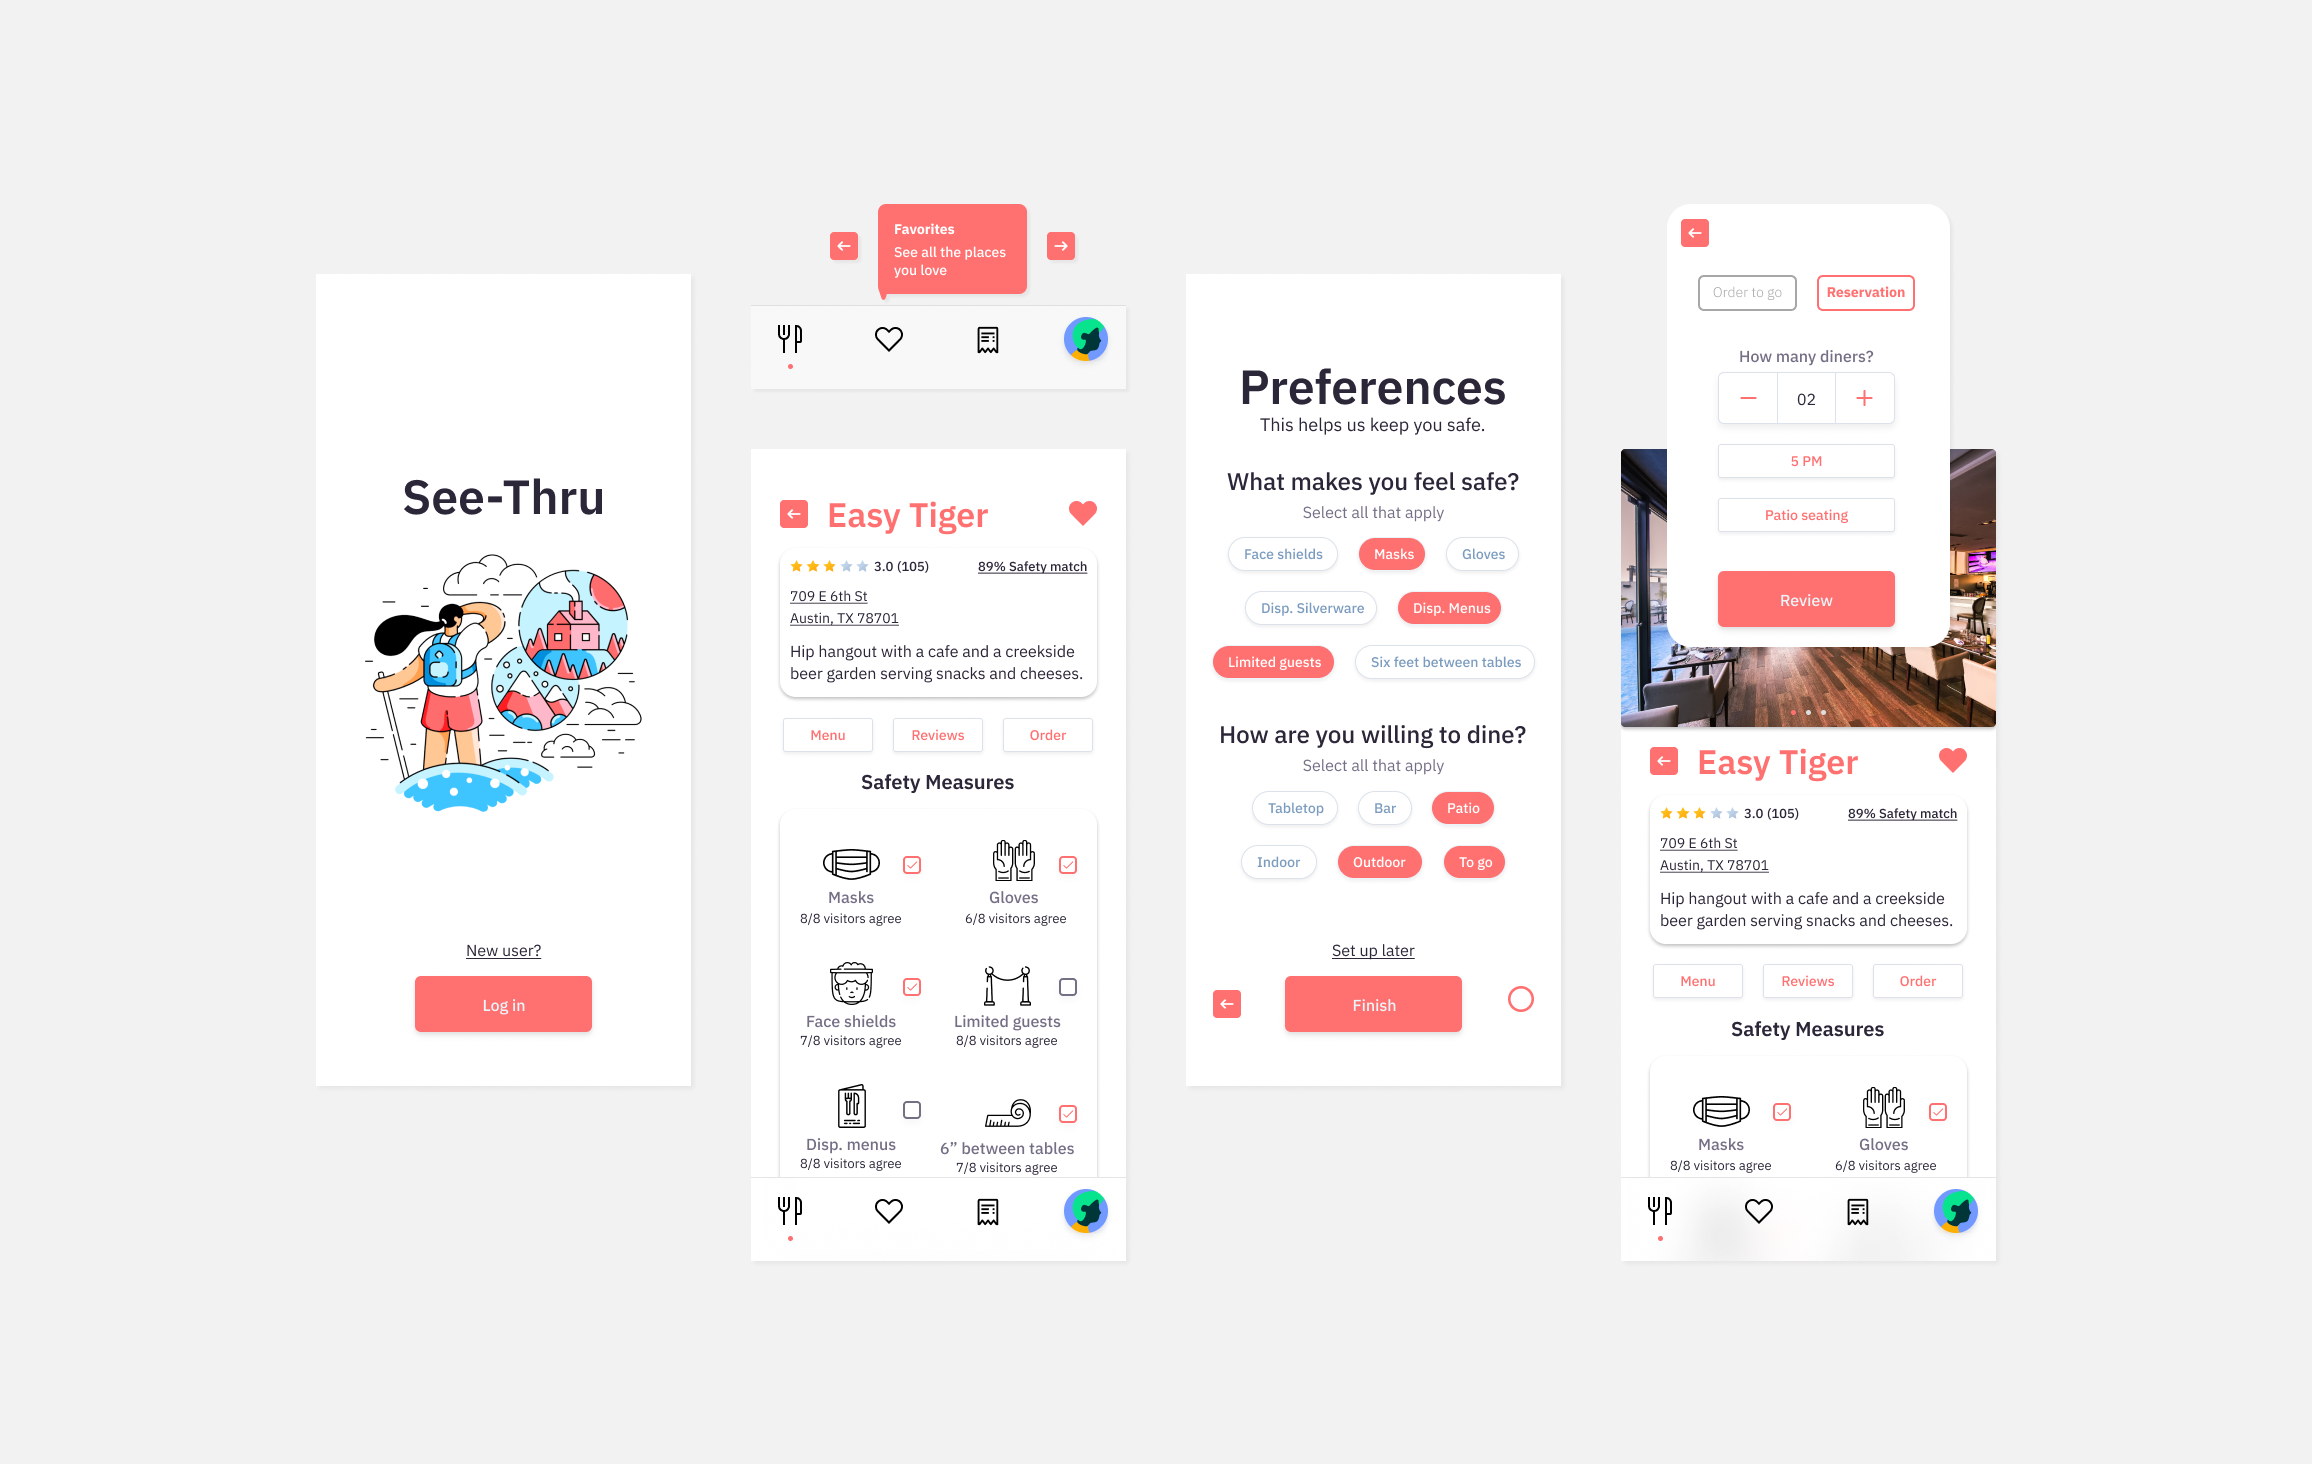 See-Thru
New user?
Log in
Favorites
See all the places
you love
Easy Tiger
3.0 (105)
89% Safety match
709 E 6th St
Austin, TX 78701
Hip hangout with a cafe and a creekside
beer garden serving snacks and cheeses.
Menu
Reviews
Order
Safety Measures
Masks
8/8 visitors agree
Gloves
6/8 visitors agree
Face shields
7/8 visitors agree
Limited guests
8/8 visitors agree
Disp. menus
8/8 visitors agree
6” between tables
7/8 visitors agree
Preferences
This helps us keep you safe.
What makes you feel safe?
Select all that apply
Face shields
Masks
Gloves
Disp. Silverware
Disp. Menus
Limited guests
Six feet between tables
How are you willing to dine?
Select all that apply
Tabletop
Bar
Patio
Indoor
Outdoor
To go
Set up later
Finish
Order to go
Reservation
How many diners?
02
5 PM
Patio seating
Review
Easy Tiger
3.0 (105)
89% Safety match
709 E 6th St
Austin, TX 78701
Hip hangout with a cafe and a creekside
beer garden serving snacks and cheeses.
Menu
Reviews
Order
Safety Measures
Masks
8/8 visitors agree
Gloves
6/8 visitors agree